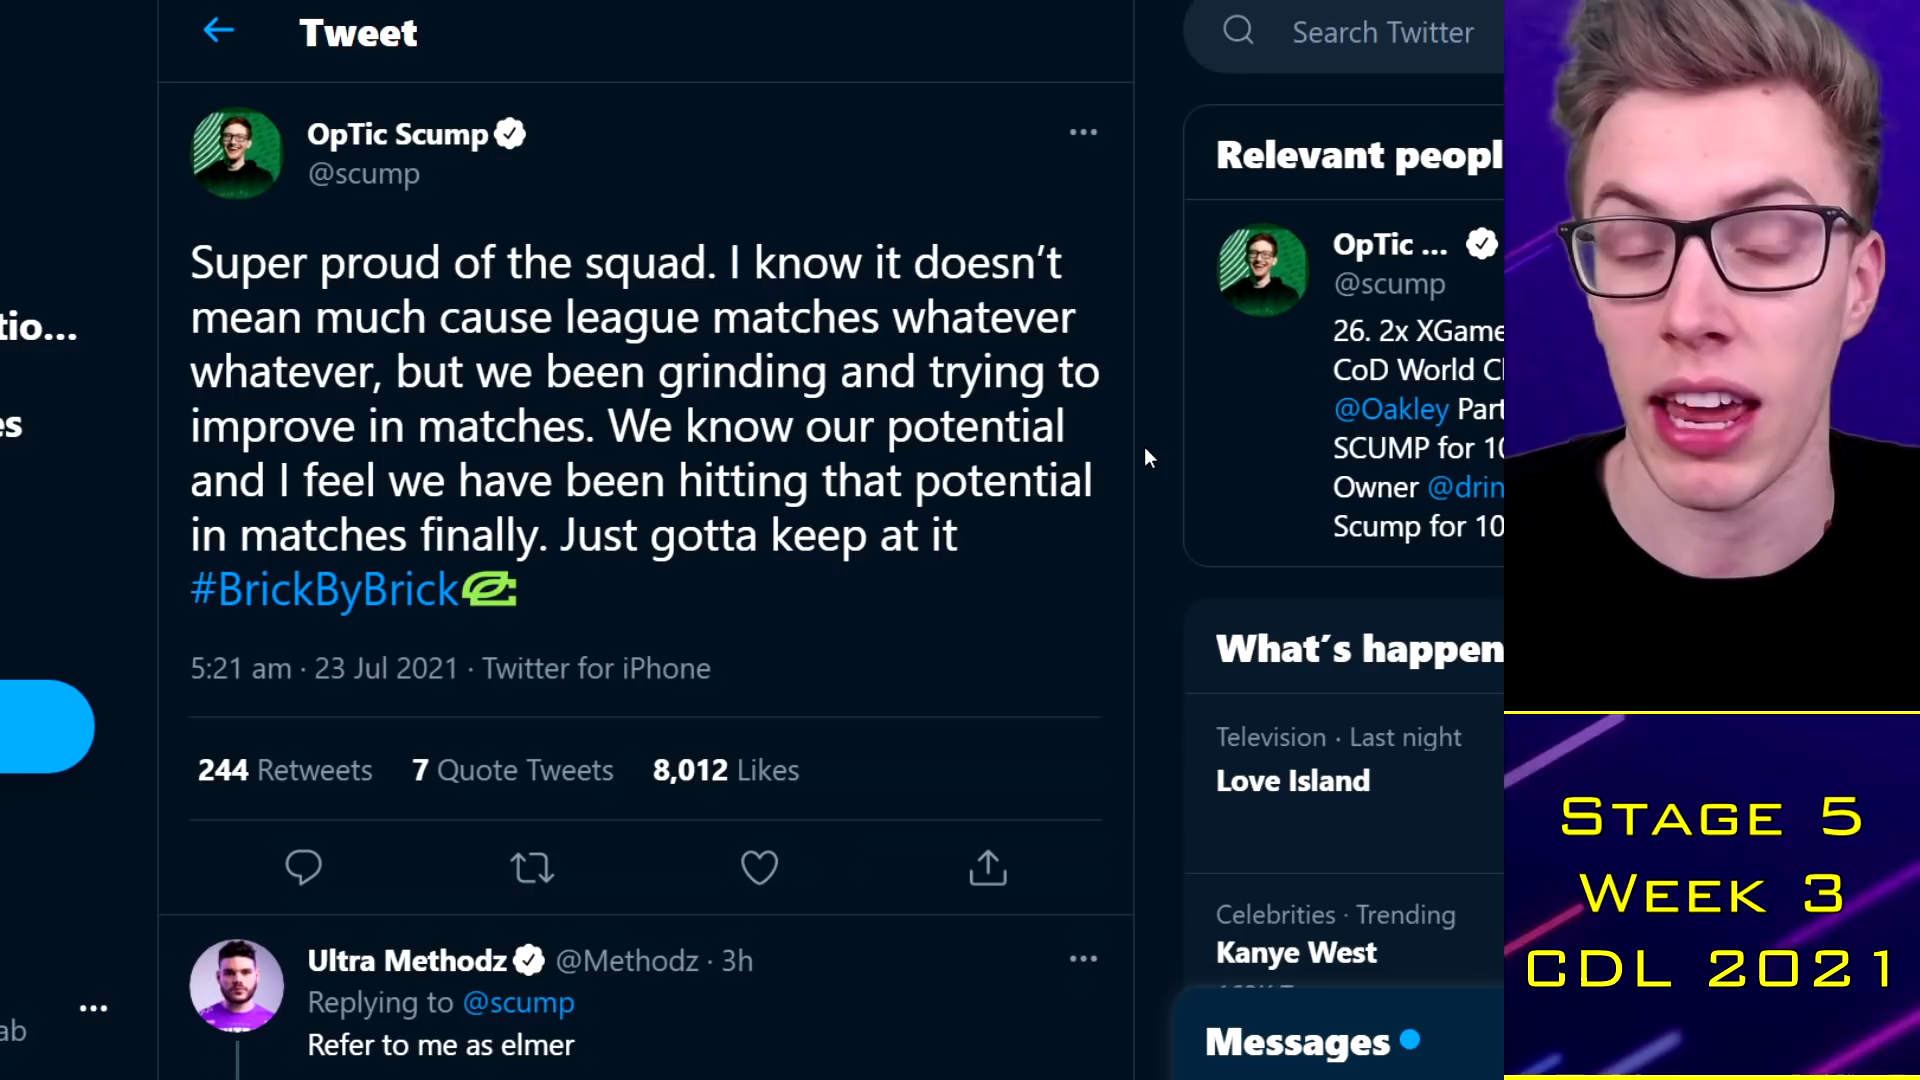 Tweet
Search Twitter
OpTic Scump
@scump
Super proud of the squad. I know it doesn’t
mean much cause league matches whatever
whatever, but we been grinding and trying to
improve in matches. We know our potential
and I feel we have been hitting that potential
in matches finally. Just gotta keep at it
#BrickByBrick
5:21 am · 23 Jul 2021 · Twitter for iPhone
244 Retweets 7 Quote Tweets 8,012 Likes
Ultra Methodz @Methodz · 3h
Replying to @scump
Refer to me as elmer
tio...
es
ab
Relevant peopl
OpTic ...
@scump
26. 2x XGame
CoD World C
@Oakley Part
SCUMP for 10
Owner @drin
Scump for 10
What's happen
Television · Last night
Love Island
Celebrities · Trending
Kanye West
Messages
STAGE 5
WEEK 3
CDL 2021